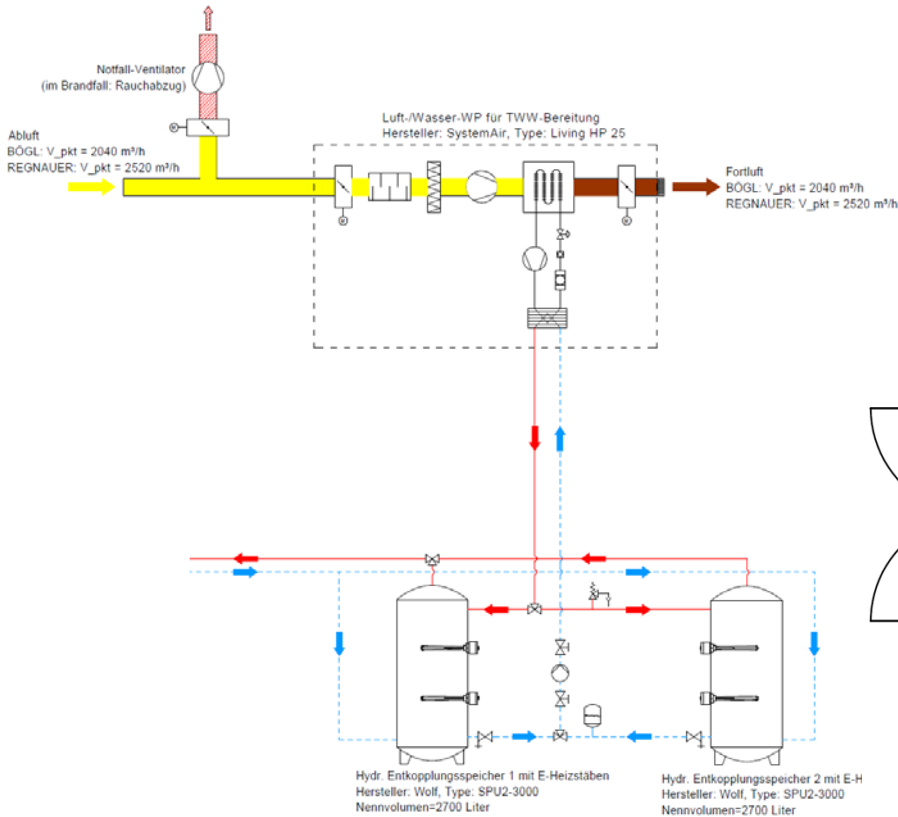 Notfall-Ventilator
(im Brandfall: Rauchabzug)
Luft-/Wasser-WP für TWW-Bereitung
Hersteller: SystemAir, Type: Living HP 25
Abluft
BÖGL: V_pkt = 2040 m³/h
REGNAUER: V_pkt = 2520 m³/h
Fortluft
BÖGL: V_pkt = 2040 m³/h
REGNAUER: V_pkt = 2520 m³/h
Hydr. Entkopplungsspeicher 1 mit E-Heizstäben
Hersteller: Wolf, Type: SPU2-3000
Nennvolumen=2700 Liter
Hydr. Entkopplungsspeicher 2 mit E-H
Hersteller: Wolf, Type: SPU2-3000
Nennvolumen=2700 Liter